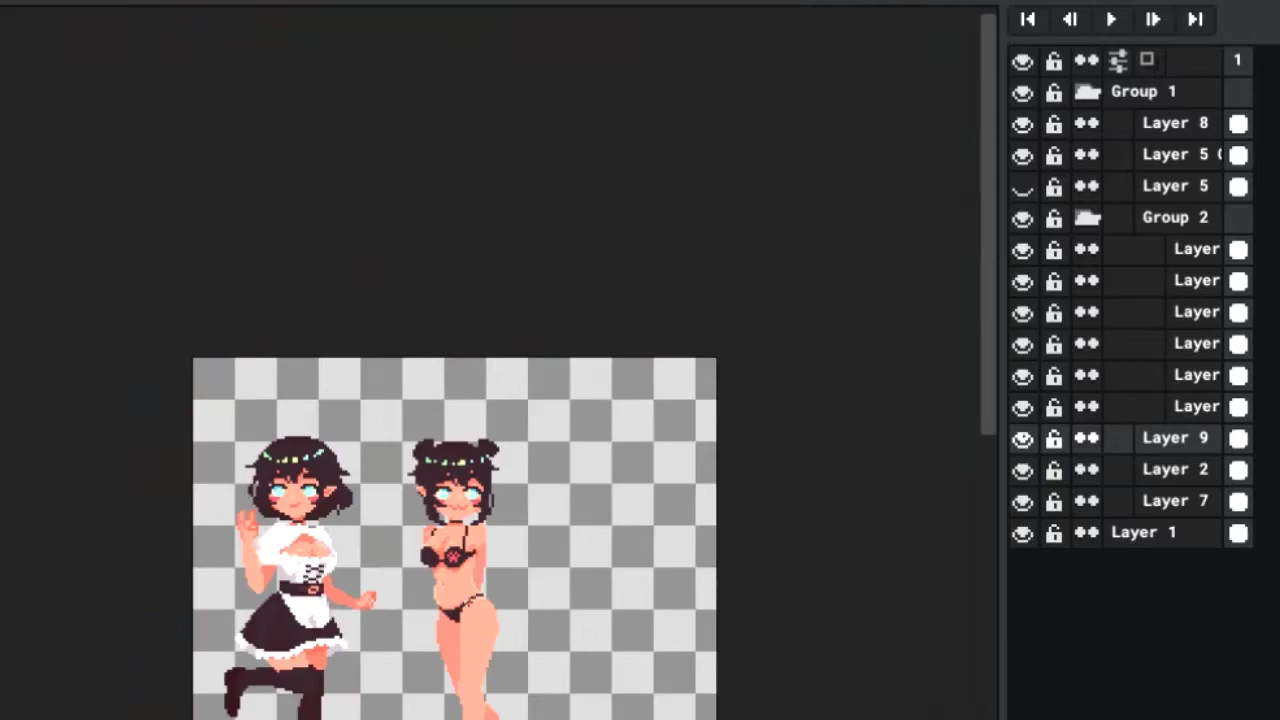 1
Group 1
Layer 8
Layer 5
Layer 5
Group 2
Layer
Layer
Layer
Layer
Layer
Layer
Layer 9
Layer 2
Layer 7
Layer 1